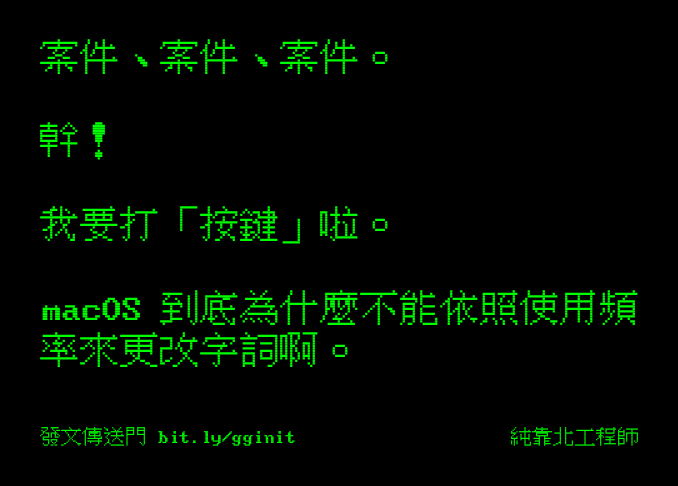 案件、案件、案件。
幹！
我要打「按鍵」啦。
macOS 到底為什麼不能依照使用頻
率來更改字詞啊。
發文傳送門 bit.ly/gginit
純靠北工程師